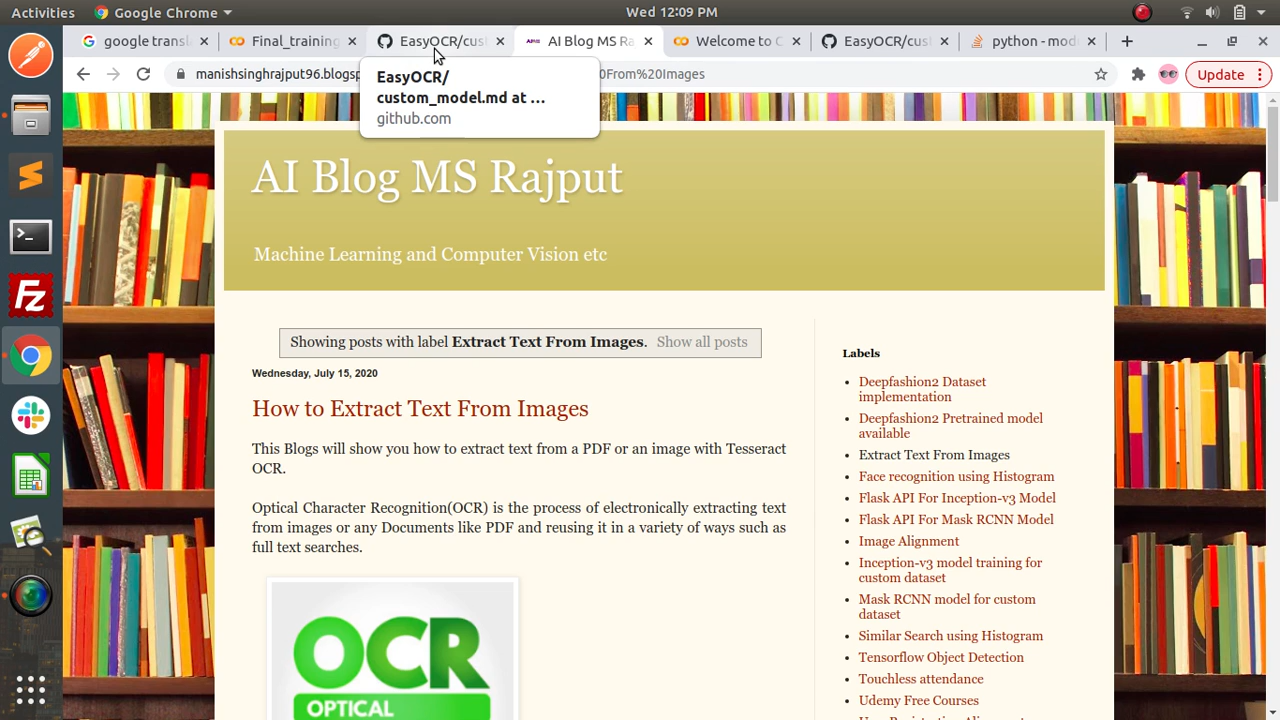 Activities
Google Chrome
Wed 12:09 PM
google transl
Final_training
EasyOCR/cust
AI Blog MS Ra
Welcome to C
EasyOCR/cust
python - mod
manishsinghrajput96.blogsp
From%20Images
Update
EasyOCR/
custom_model.md at ...
github.com
AI Blog MS Rajput
Machine Learning and Computer Vision etc
Showing posts with label Extract Text From Images. Show all posts
Wednesday, July 15, 2020
How to Extract Text From Images
This Blogs will show you how to extract text from a PDF or an image with Tesseract
OCR.
Optical Character Recognition(OCR) is the process of electronically extracting text
from images or any Documents like PDF and reusing it in a variety of ways such as
full text searches.
OCR
OPTICAL
Labels
Deepfashion2 Dataset
implementation
Deepfashion2 Pretrained model
available
Extract Text From Images
Face recognition using Histogram
Flask API For Inception-v3 Model
Flask API For Mask RCNN Model
Image Alignment
Inception-v3 model training for
custom dataset
Mask RCNN model for custom
dataset
Similar Search using Histogram
Tensorflow Object Detection
Touchless attendance
Udemy Free Courses